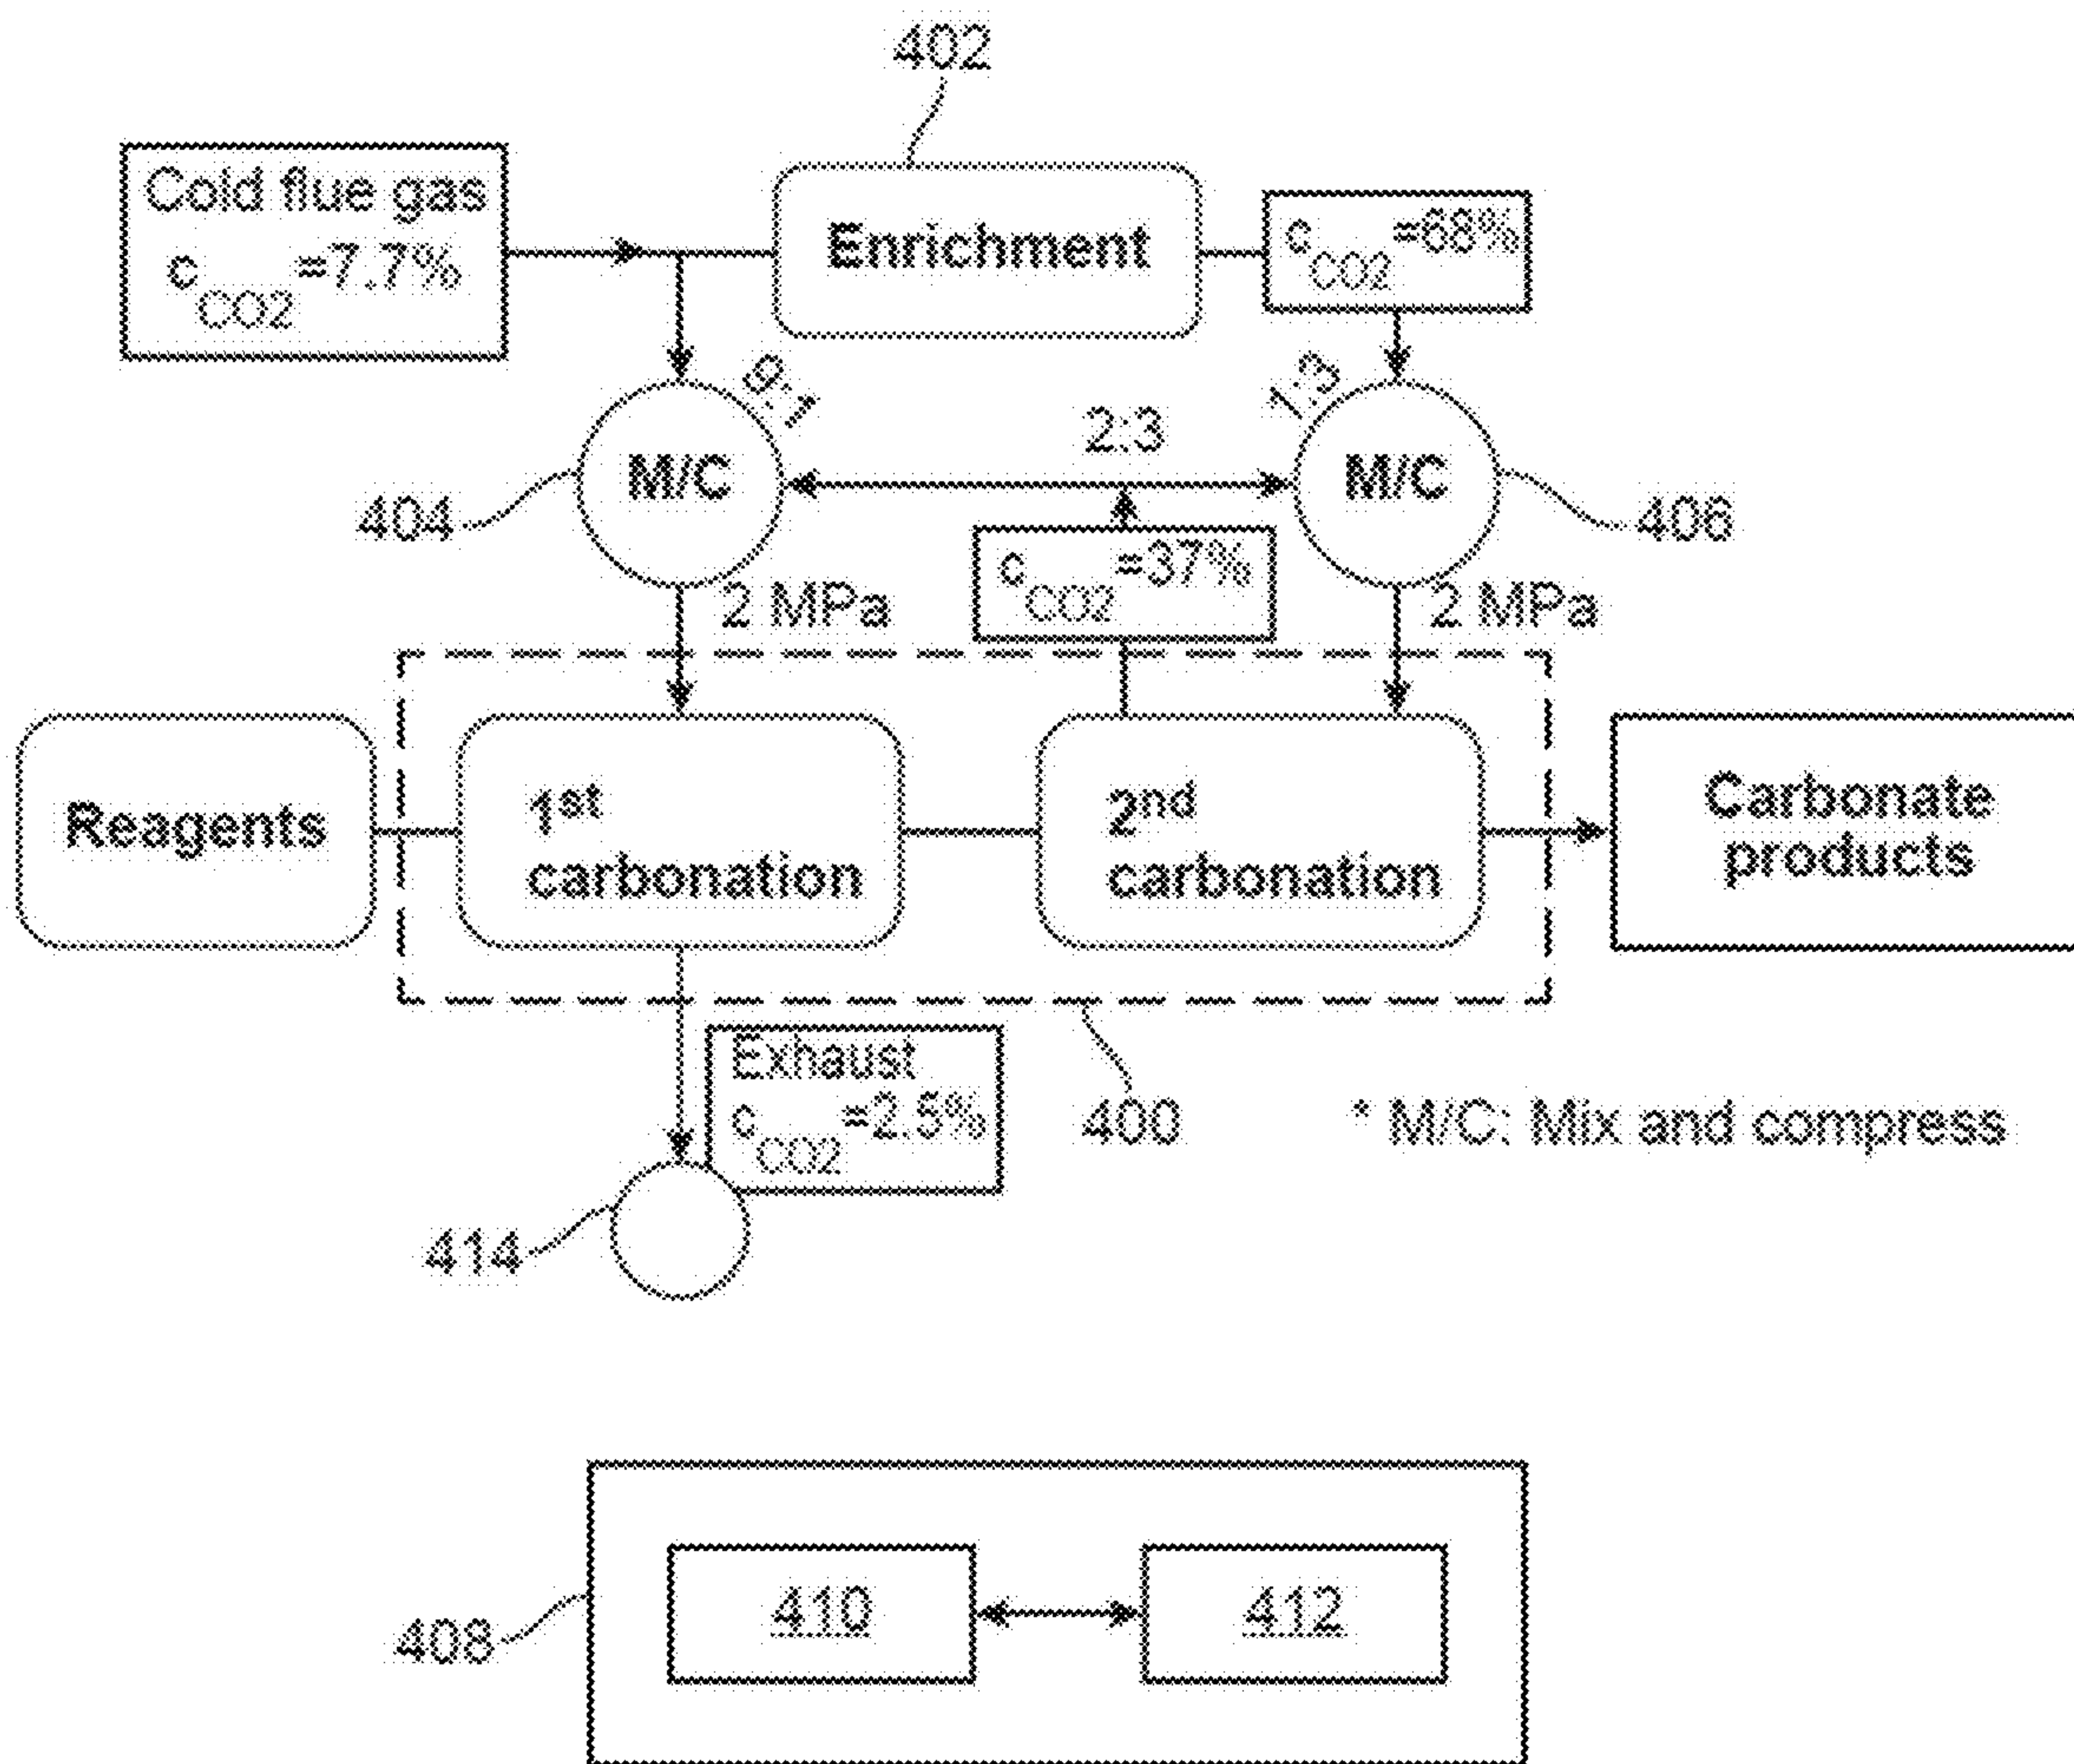 402
Cold flue gas
cCO2=7.7%
Enrichment
cCO2=68%
9:1
1:3
2:3
M/C
M/C
404
406
cCO2=37%
2 MPa
2 MPa
Reagents
1st
carbonation
2nd
carbonation
Carbonate
products
Exhaust
cCO2=2.5%
400
* M/C: Mix and compress
414
408
410
412